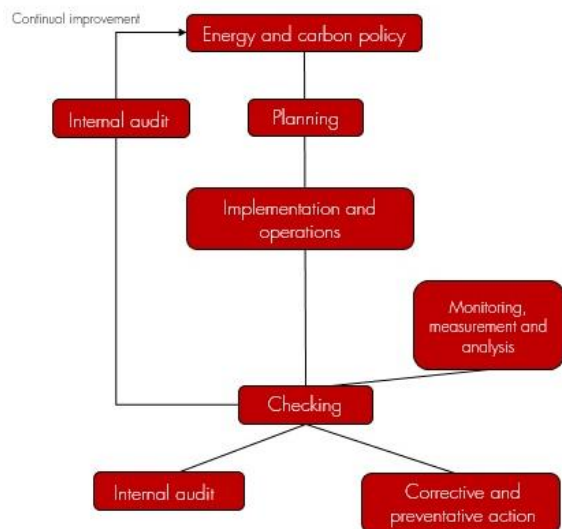 Continual improvement
Energy and carbon policy
Internal audit
Planning
Implementation and
operations
Monitoring,
measurement and
analysis
Checking
Internal audit
Corrective and
preventative action